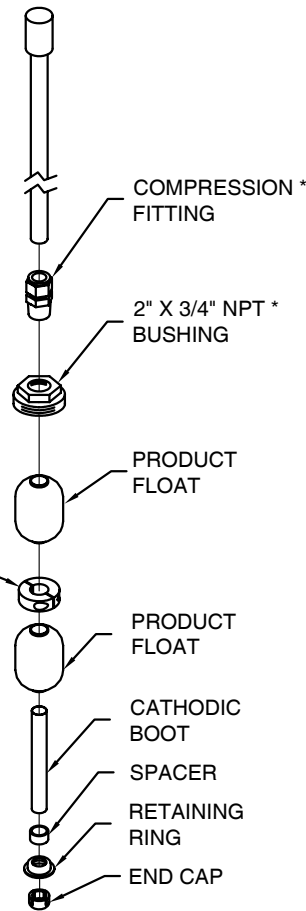 COMPRESSION *
FITTING
2" X 3/4" NPT *
BUSHING
PRODUCT
FLOAT
PRODUCT
FLOAT
CATHODIC
BOOT
SPACER
RETAINING
RING
END CAP